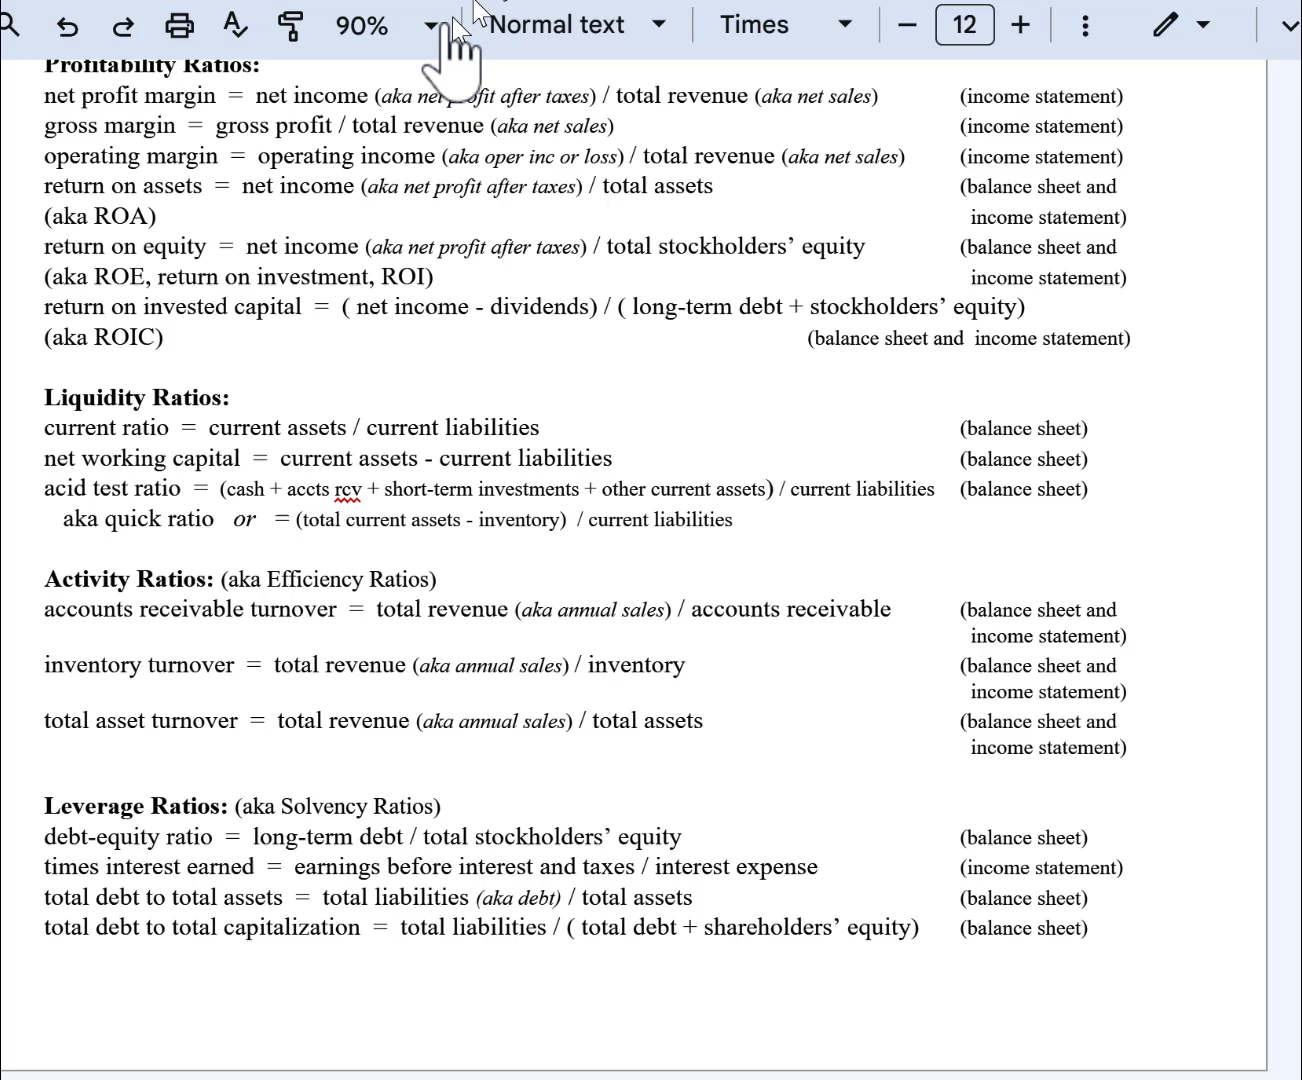 90% Normal text Times 12
Profitability Ratios:
net profit margin = net income (aka net profit after taxes) / total revenue (aka net sales) (income statement)
gross margin = gross profit / total revenue (aka net sales) (income statement)
operating margin = operating income (aka oper inc or loss) / total revenue (aka net sales) (income statement)
return on assets = net income (aka net profit after taxes) / total assets (balance sheet and
(aka ROA) income statement)
return on equity = net income (aka net profit after taxes) / total stockholders’ equity (balance sheet and
(aka ROE, return on investment, ROI) income statement)
return on invested capital = ( net income - dividends) / ( long-term debt + stockholders’ equity)
(aka ROIC) (balance sheet and income statement)
Liquidity Ratios:
current ratio = current assets / current liabilities (balance sheet)
net working capital = current assets - current liabilities (balance sheet)
acid test ratio = (cash + accts rcv + short-term investments + other current assets) / current liabilities (balance sheet)
aka quick ratio or = (total current assets - inventory) / current liabilities
Activity Ratios: (aka Efficiency Ratios)
accounts receivable turnover = total revenue (aka annual sales) / accounts receivable (balance sheet and
income statement)
inventory turnover = total revenue (aka annual sales) / inventory (balance sheet and
income statement)
total asset turnover = total revenue (aka annual sales) / total assets (balance sheet and
income statement)
Leverage Ratios: (aka Solvency Ratios)
debt-equity ratio = long-term debt / total stockholders’ equity (balance sheet)
times interest earned = earnings before interest and taxes / interest expense (income statement)
total debt to total assets = total liabilities (aka debt) / total assets (balance sheet)
total debt to total capitalization = total liabilities / ( total debt + shareholders’ equity) (balance sheet)